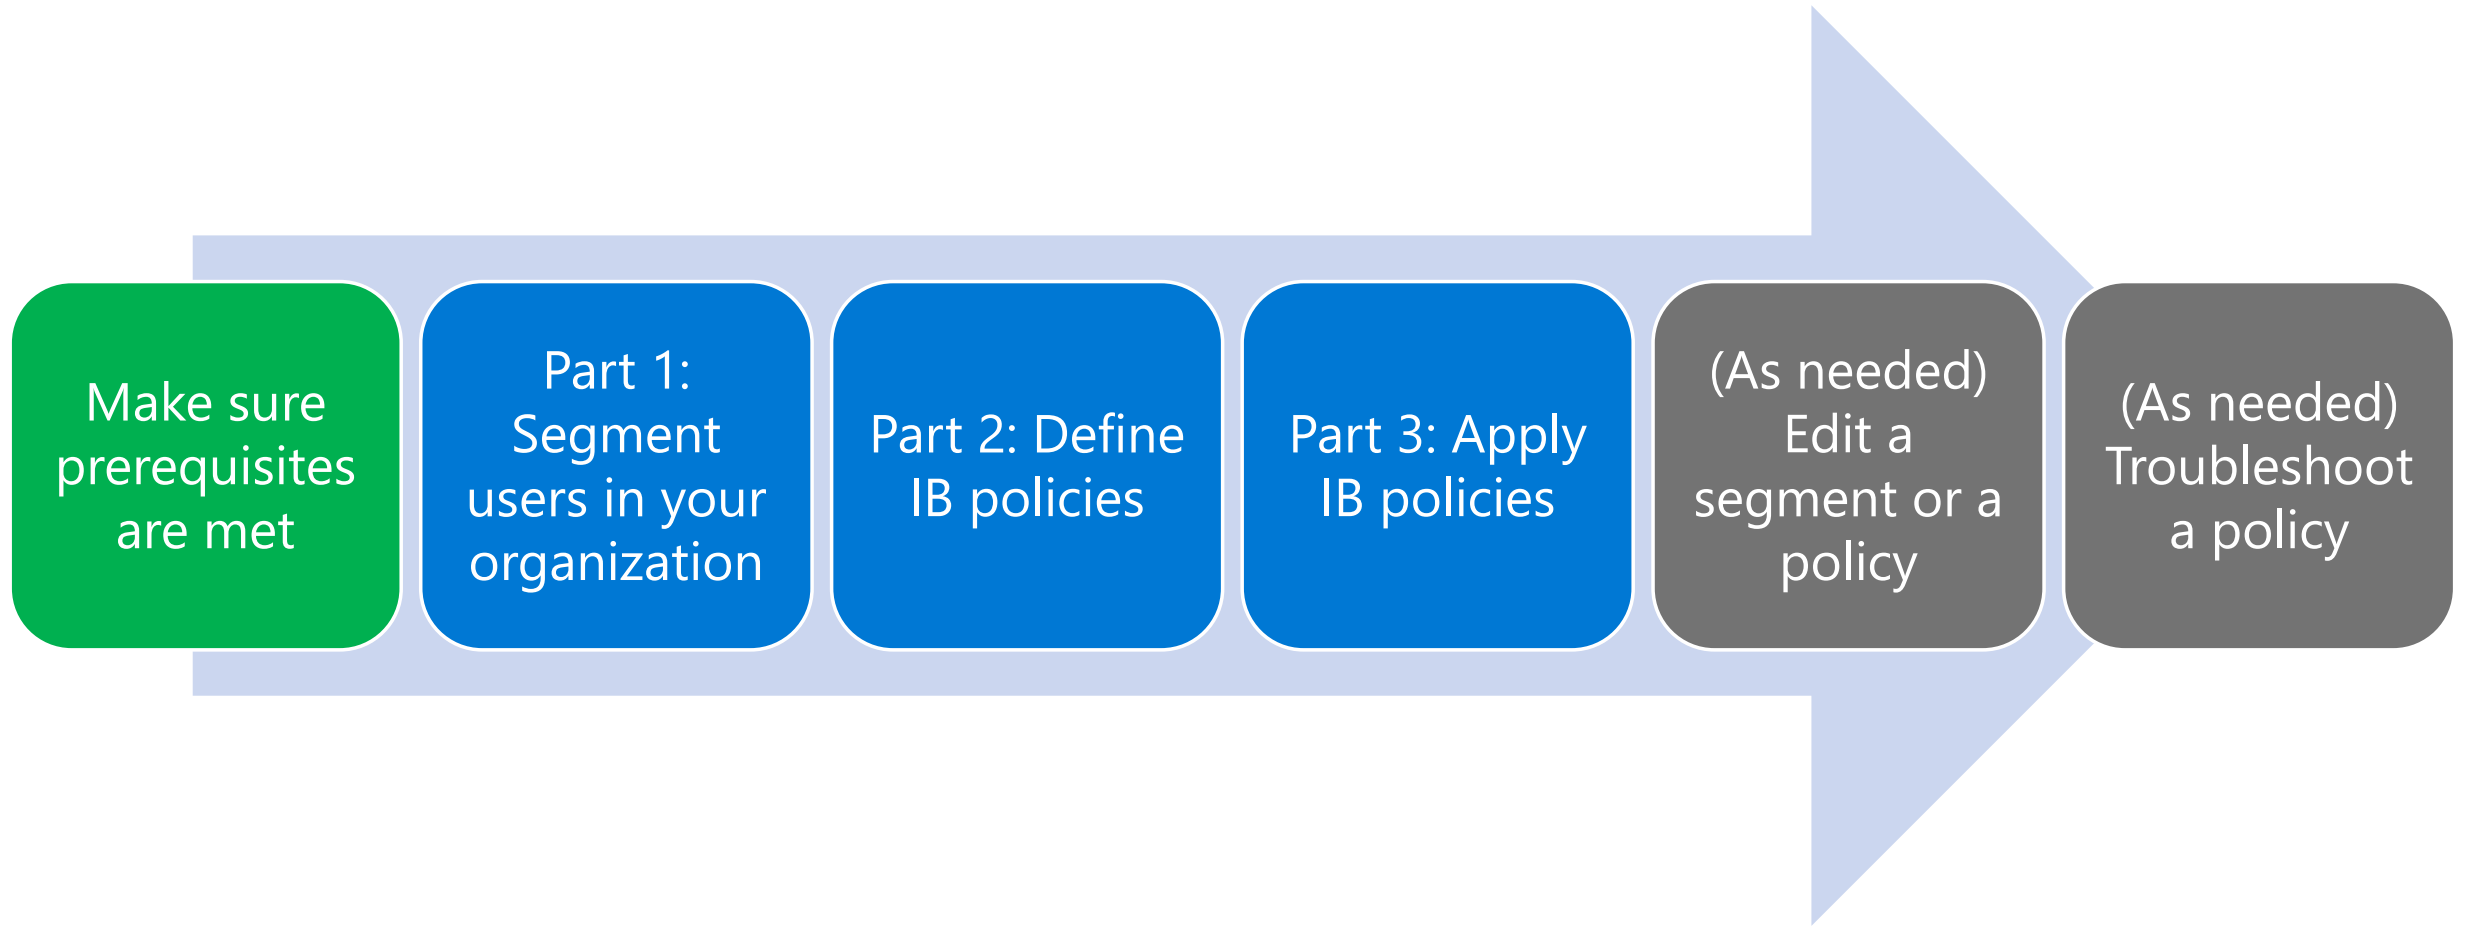 Make sure
prerequisites
are met
Part 1:
Segment
users in your
organization
Part 2: Define
IB policies
Part 3: Apply
IB policies
(As needed)
Edit a
segment or a
policy
(As needed)
Troubleshoot
a policy